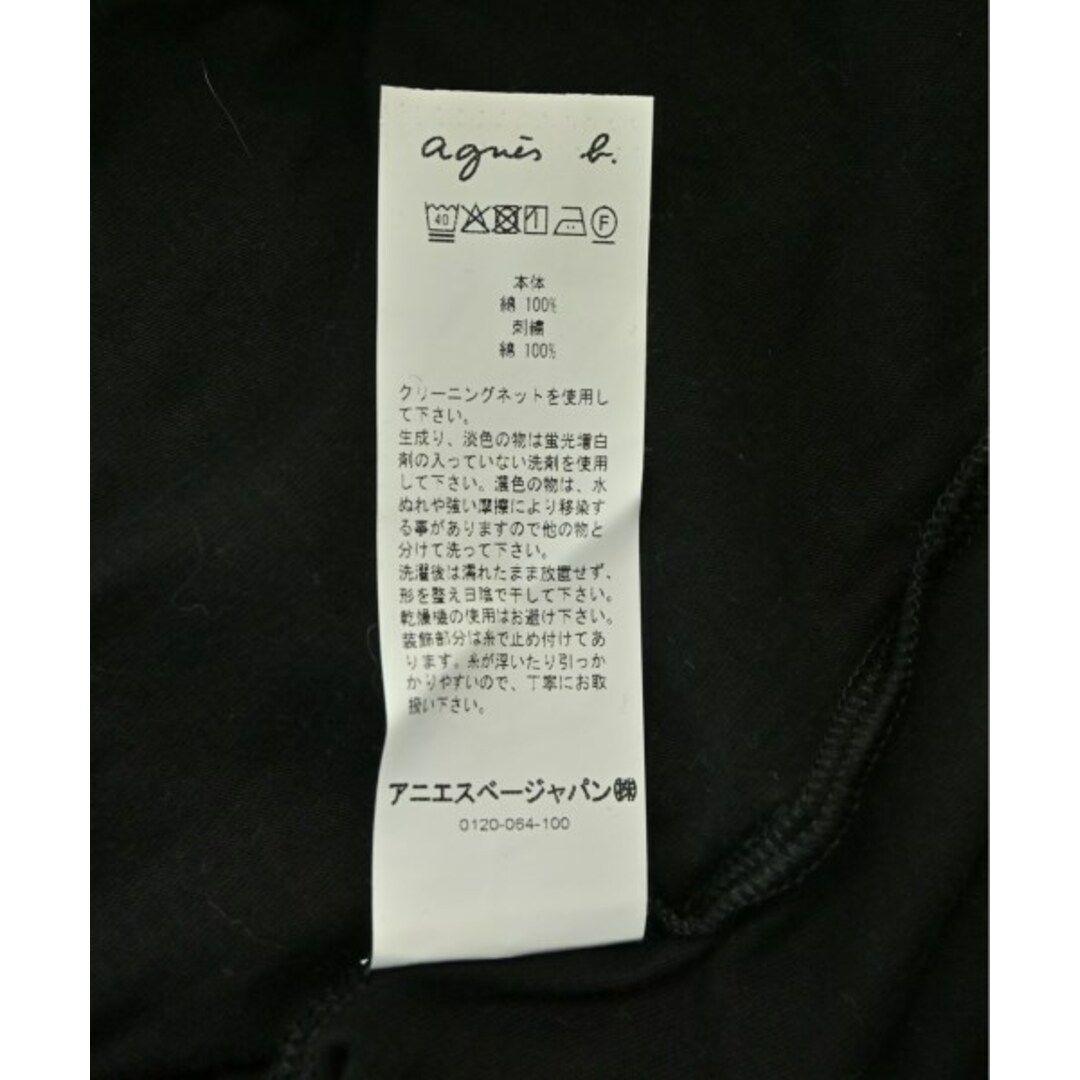 agnès b.
40 F
本体
綿 100%
刺繍
綿 100%
クリーニングネットを使用し
て下さい。
生成り、淡色の物は蛍光増白
剤の入っていない洗剤を使用
して下さい。濃色の物は、水
ぬれや強い摩擦により移染す
る事がありますので他の物と
分けて洗って下さい。
洗濯後は濡れたまま放置せず、
形を整え日陰で干して下さい。
乾燥機の使用はお避け下さい。
装飾部分は糸で止め付けてあ
ります。糸が浮いたり引っか
かりやすいので、丁寧にお取
扱い下さい。
アニエスベージャパン㈱
0120-064-100